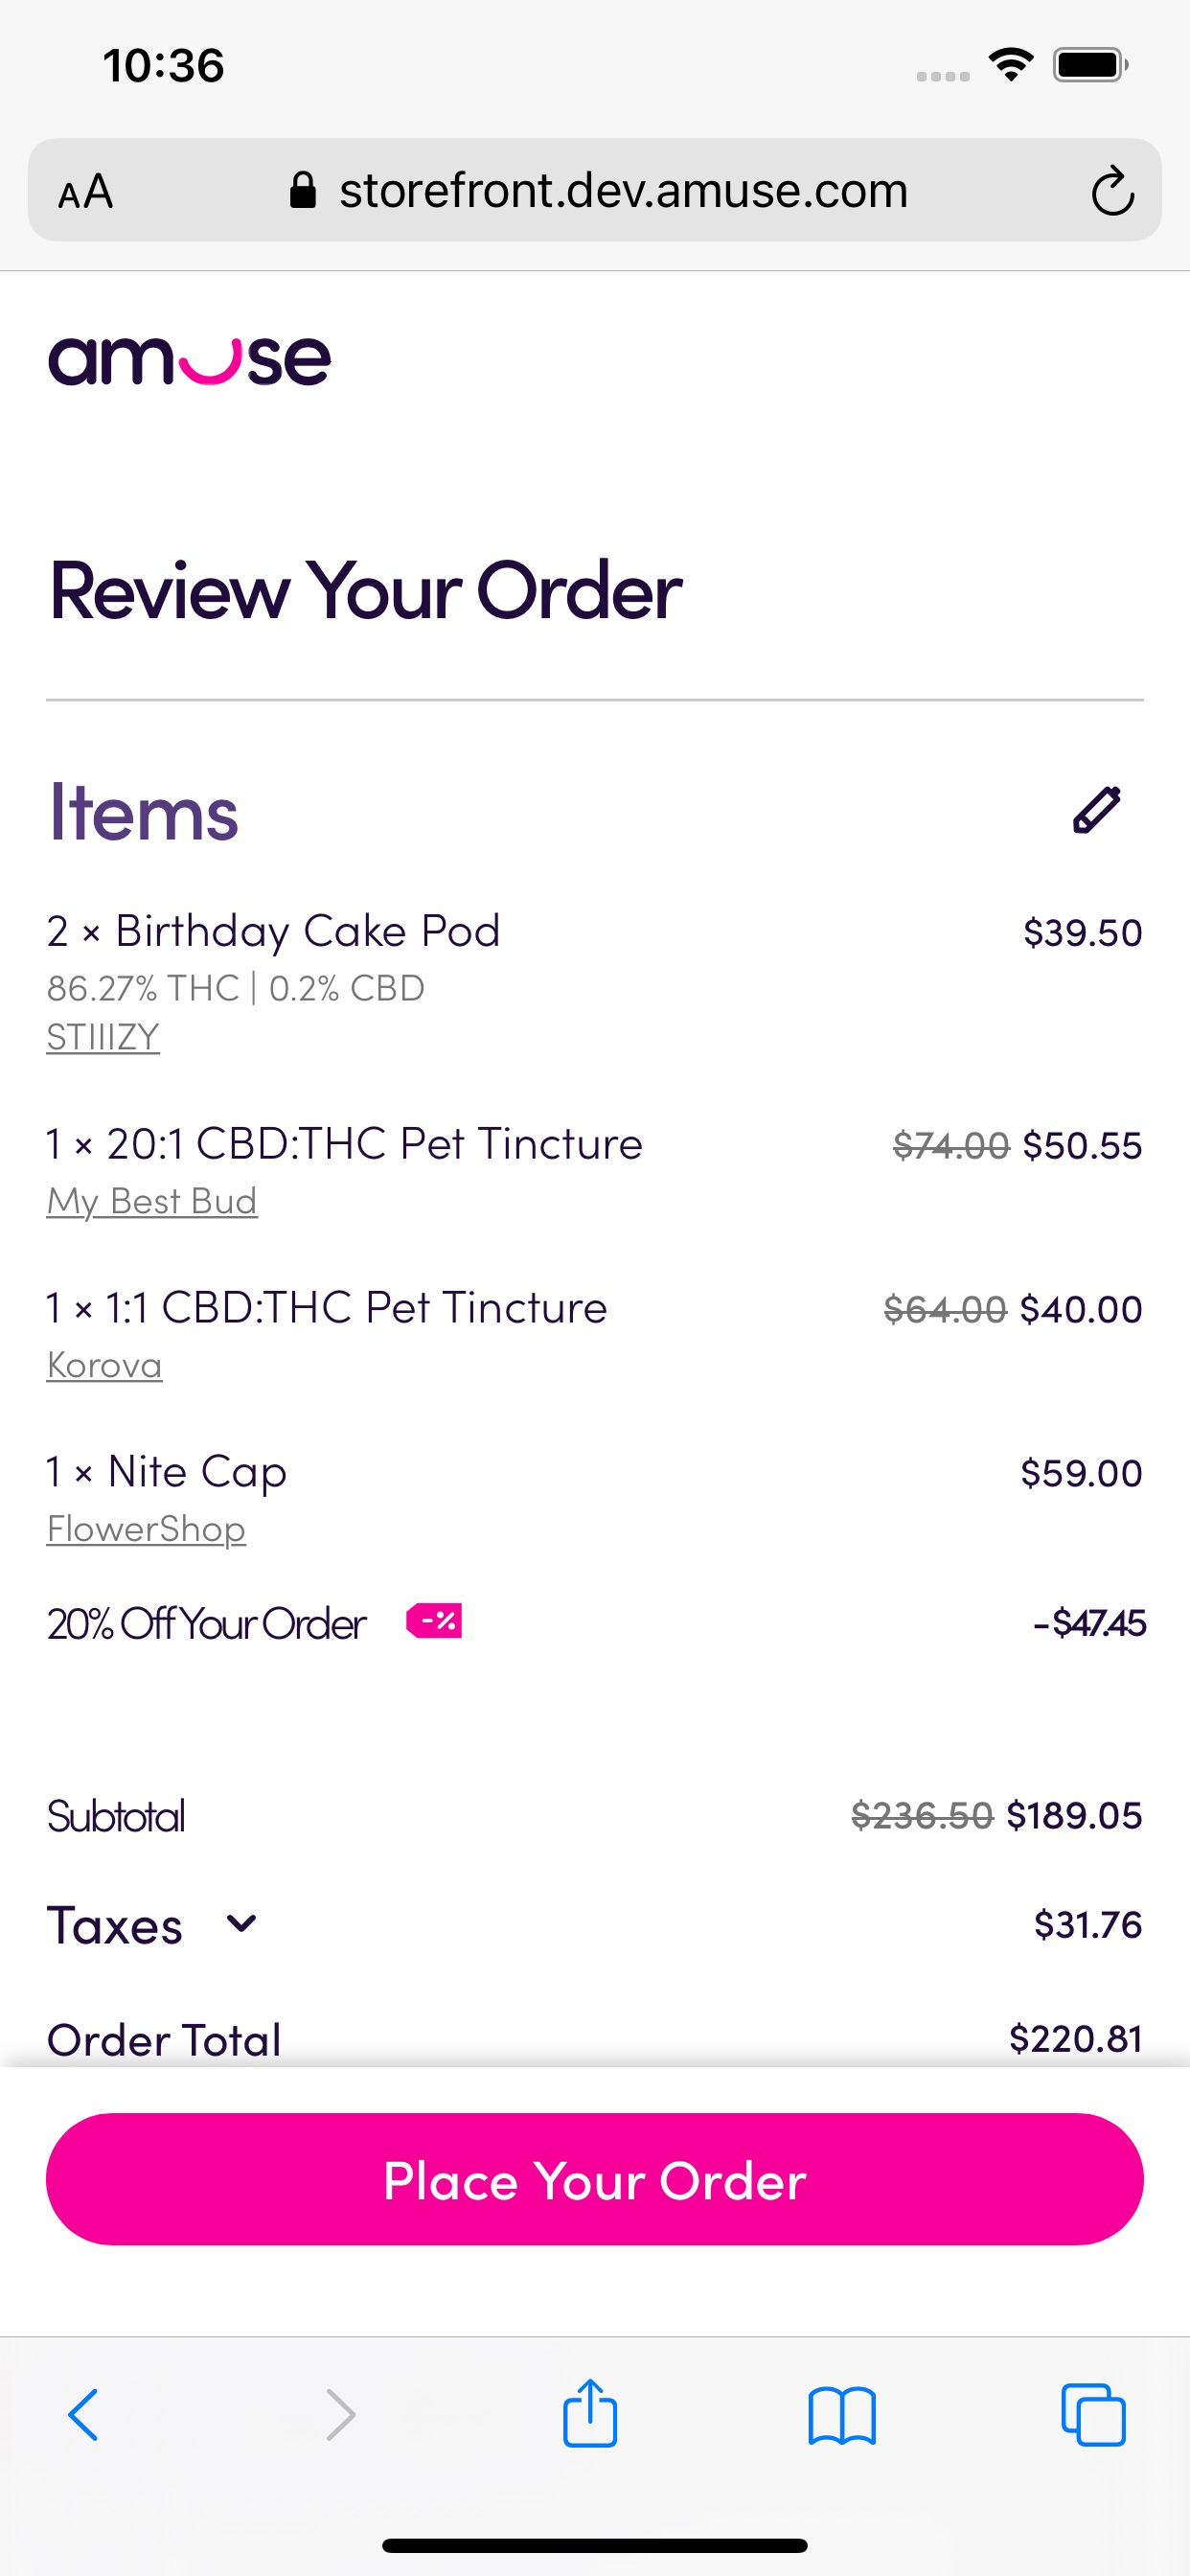 10:36
AA storefront.dev.amuse.com
amuse
Review Your Order
Items
2 × Birthday Cake Pod $39.50
86.27% THC | 0.2% CBD
STIIIZY
1 × 20:1 CBD:THC Pet Tincture $74.00 $50.55
My Best Bud
1 × 1:1 CBD:THC Pet Tincture $64.00 $40.00
Korova
1 × Nite Cap $59.00
FlowerShop
20% Off Your Order -% -$47.45
Subtotal $236.50 $189.05
Taxes $31.76
Order Total $220.81
Place Your Order